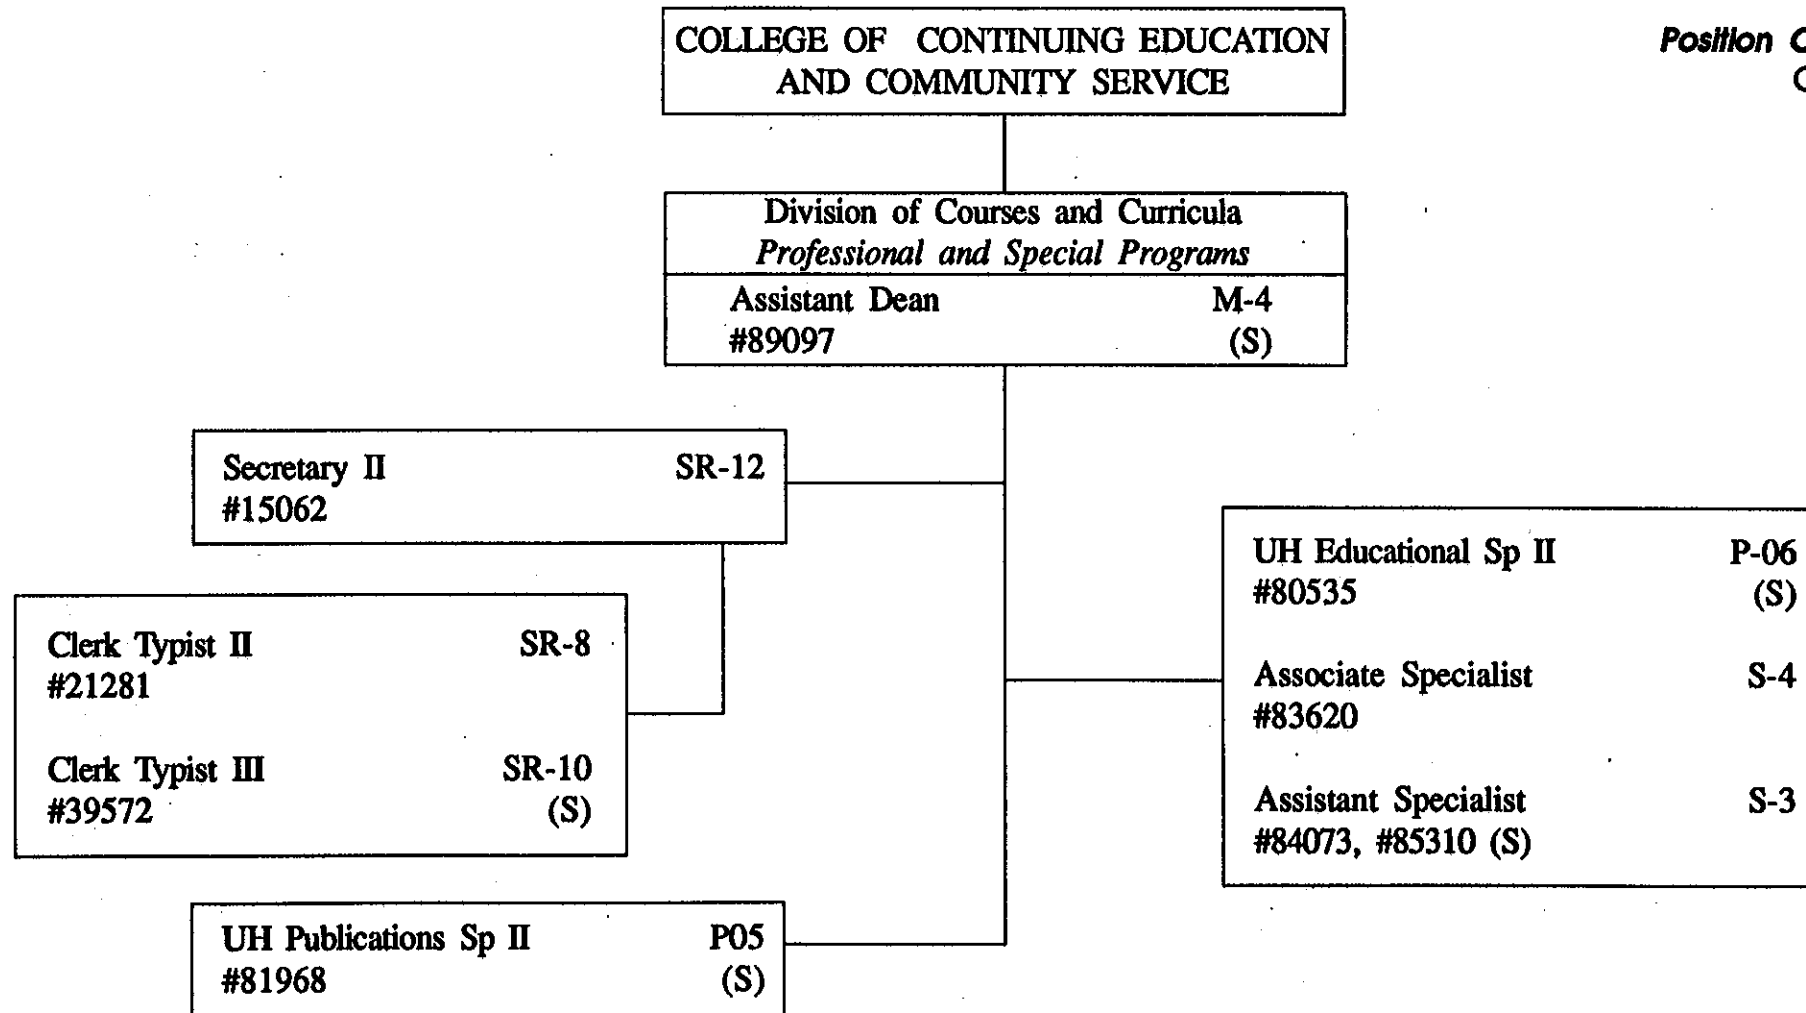 COLLEGE OF CONTINUING EDUCATION
AND COMMUNITY SERVICE
Position
Division of Courses and Curricula
Professional and Special Programs
Assistant Dean M-4
#89097 (S)
Secretary II SR-12
#15062
UH Educational Sp II P-06
#80535 (S)
Associate Specialist S-4
#83620
Assistant Specialist S-3
#84073, #85310 (S)
Clerk Typist II SR-8
#21281
Clerk Typist III SR-10
#39572 (S)
UH Publications Sp II P05
#81968 (S)